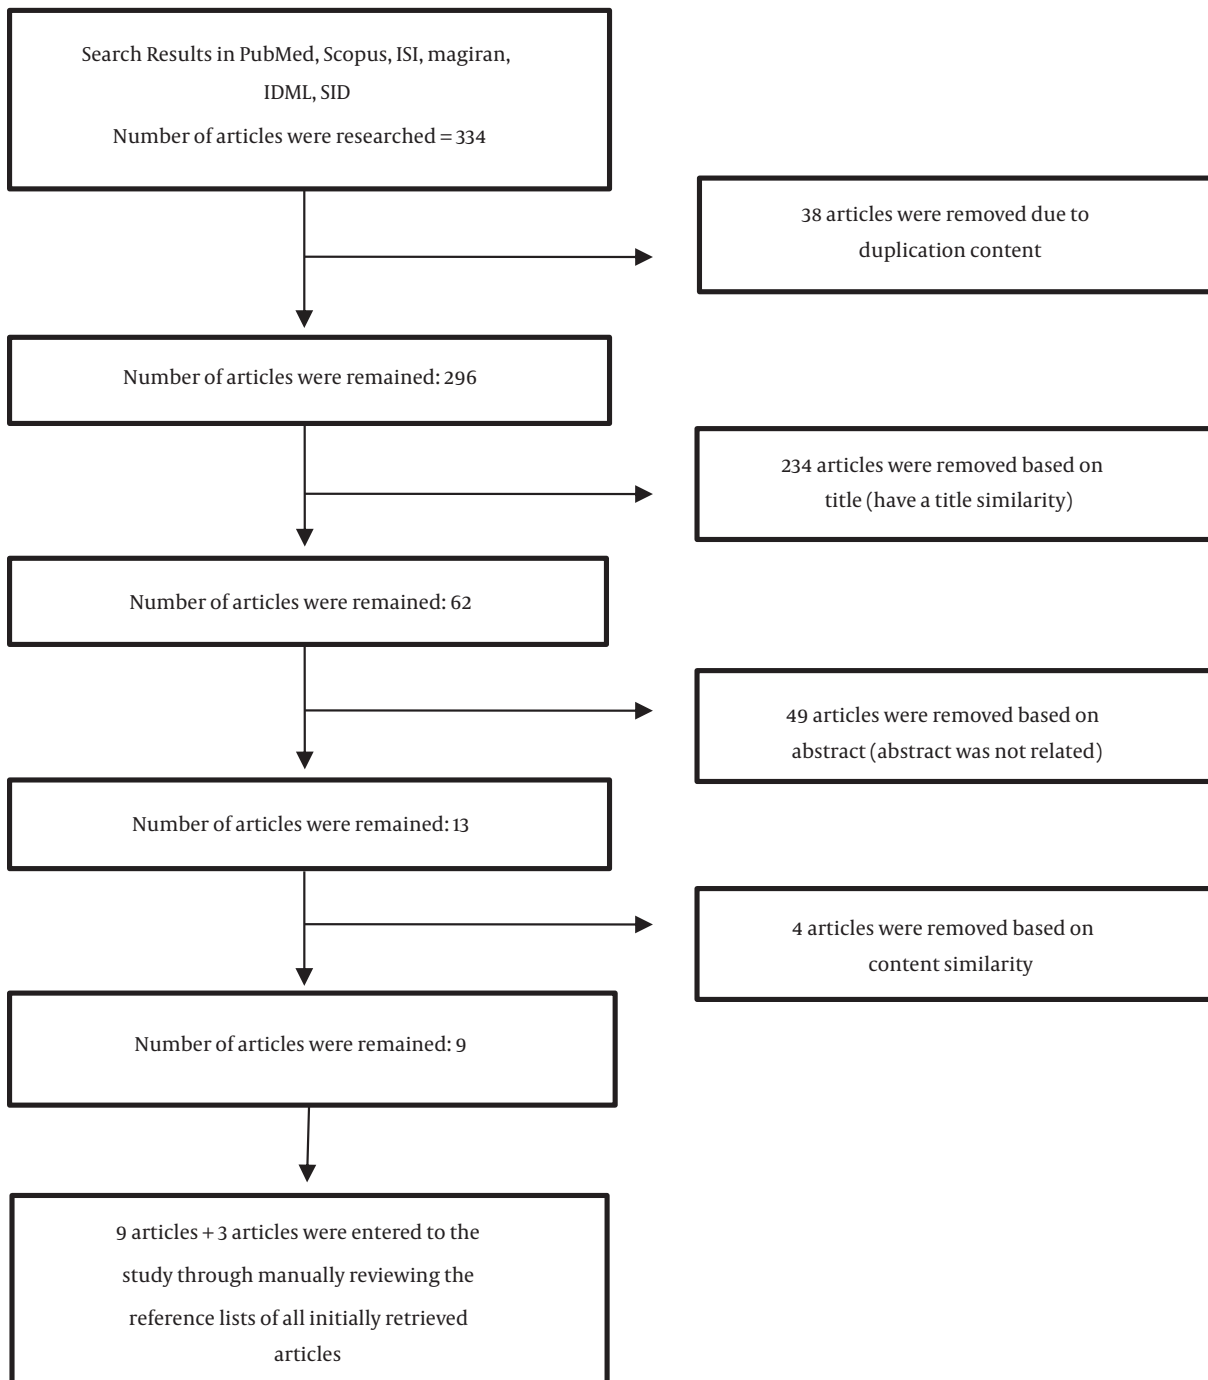 Search Results in PubMed, Scopus, ISI, magiran,
IDML, SID
Number of articles were researched = 334
38 articles were removed due to
duplication content
Number of articles were remained: 296
234 articles were removed based on
title (have a title similarity)
Number of articles were remained: 62
49 articles were removed based on
abstract (abstract was not related)
Number of articles were remained: 13
4 articles were removed based on
content similarity
Number of articles were remained: 9
9 articles + 3 articles were entered to the
study through manually reviewing the
reference lists of all initially retrieved
articles